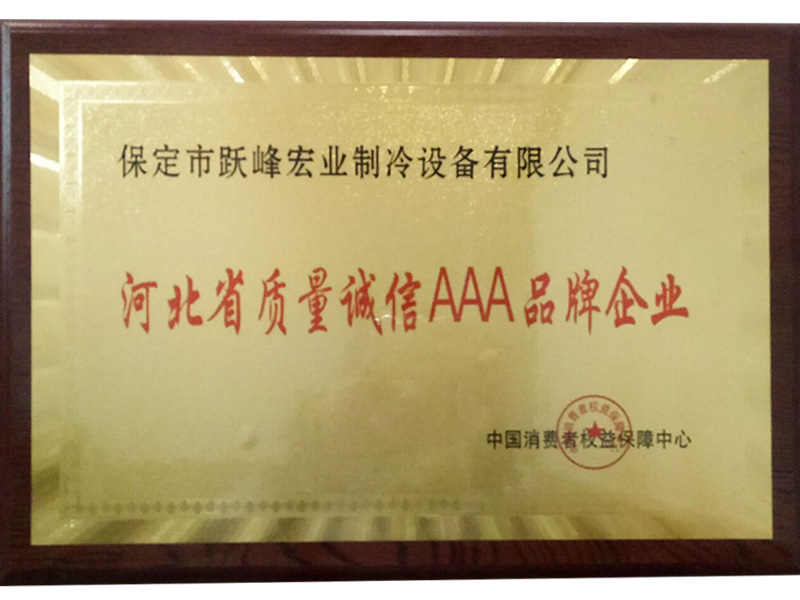 保定市跃峰宏业制冷设备有限公司
河北省质量诚信AAA品牌企业
中国消费者权益保障中心